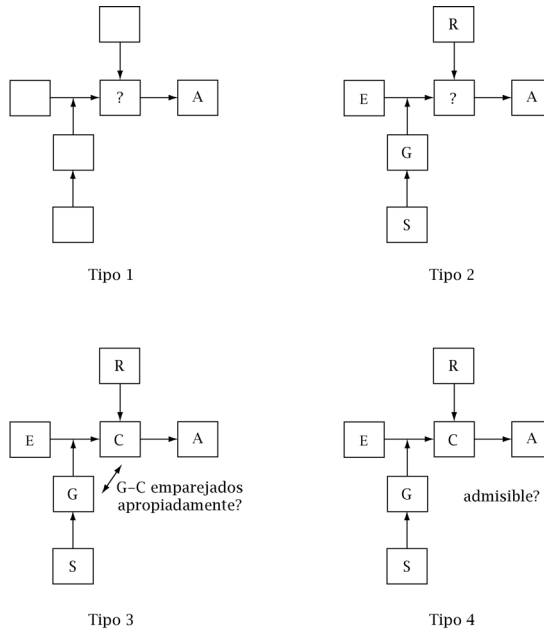 R
? A
E ? A
G
S
Tipo 1
Tipo 2
R
R
E C A
E C A
G
G-C emparejados
apropiadamente?
G
admisible?
S
S
Tipo 3
Tipo 4